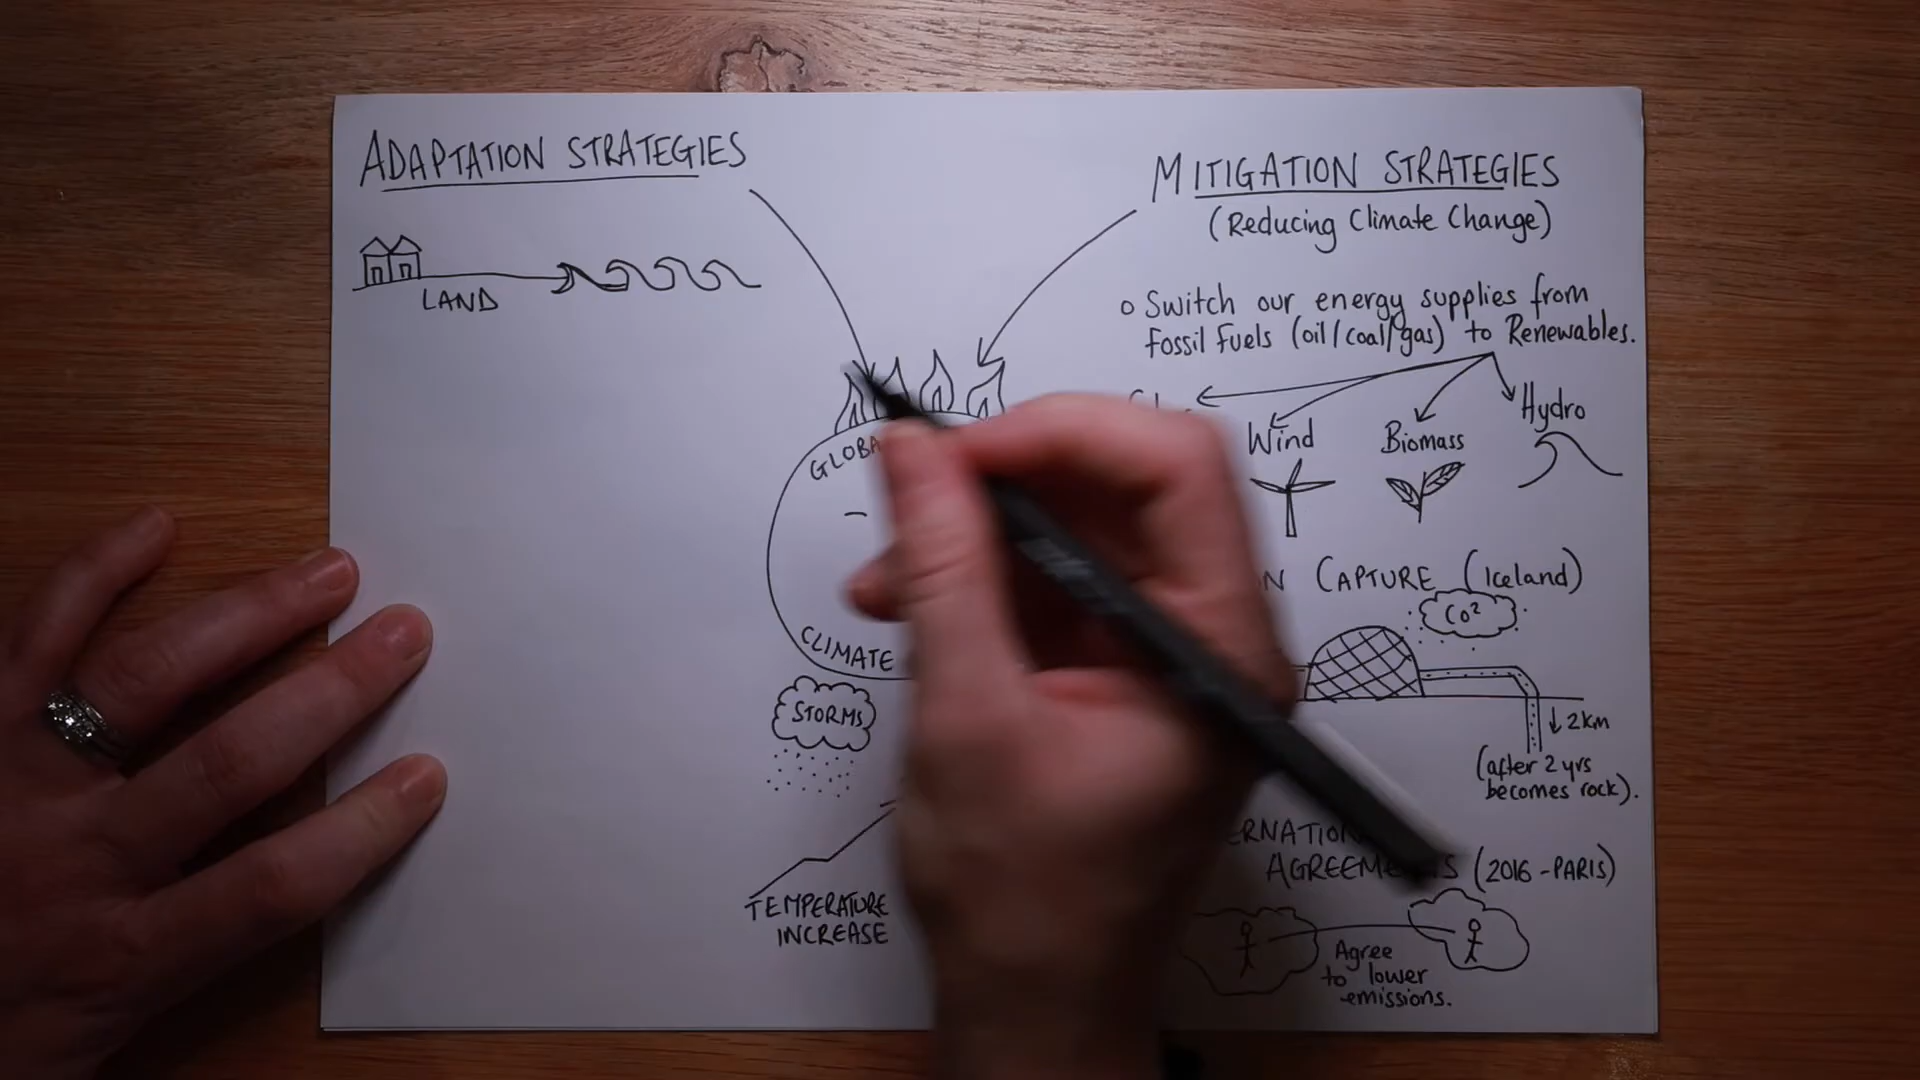 ADAPTATION STRATEGIES
LAND
MITIGATION STRATEGIES
(Reducing Climate Change)
o Switch our energy supplies from
Fossil Fuels (oil/coal/gas) to Renewables.
Wind
Biomass
Hydro
CAPTURE (Iceland)
CO²
↓ 2km
(after 2 yrs
becomes rock).
AGREEMENTS (2016 - PARIS)
Agree
to lower
emissions.
CLIMATE
STORMS
TEMPERATURE
INCREASE